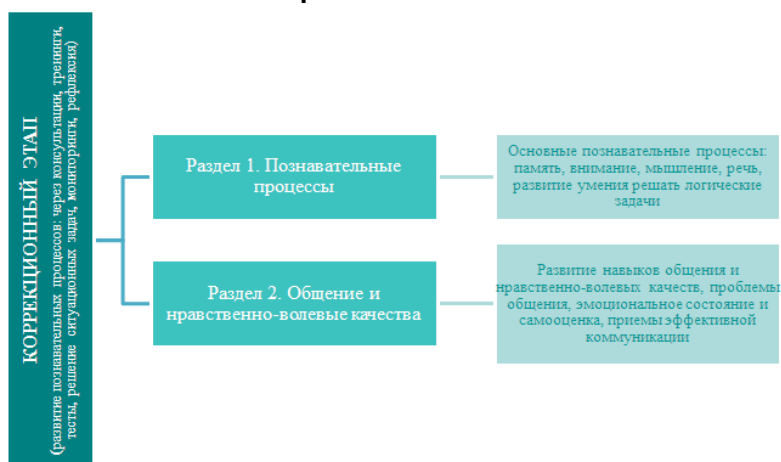 КОРРЕКЦИОННЫЙ ЭТАП
(развитие познавательных процессов: через консультации, тренинги,
тесты, решение ситуационных задач, мониторинги, рефлексия)
Раздел 1. Познавательные
процессы
Основные познавательные процессы:
память, внимание, мышление, речь,
развитие умения решать логические
задачи
Раздел 2. Общение и
нравственно-волевые качества
Развитие навыков общения и
нравственно-волевых качеств, проблемы
общения, эмоциональное состояние и
самооценка, приемы эффективной
коммуникации